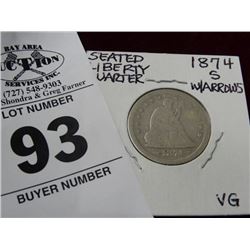 BAY AREA
AUCTION
SERVICES INC.
(727) 548-9303
Shondra & Greg Farner
LOT NUMBER
93
BUYER NUMBER
SEATED
LIBERTY
QUARTER
1874
S
W/ARROWS
VG